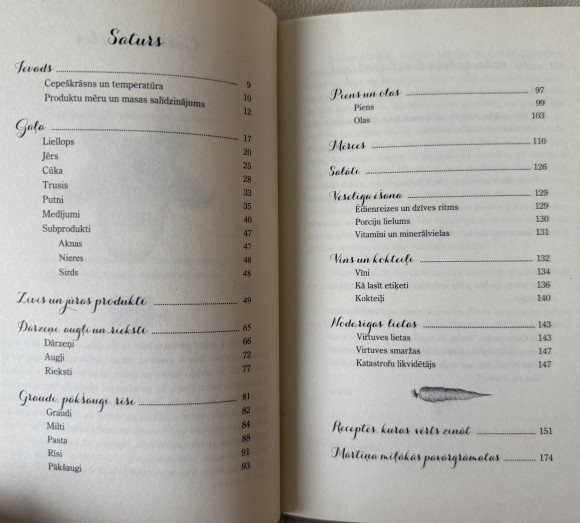 Saturs
Ievads 9
Cepeškrāsns un temperatūra 10
Produktu mēru un masas salīdzinājums 12
Gaļa 17
Liellops 20
Jērs 25
Cūka 28
Trusis 33
Putni 35
Medījumi 40
Subprodukti 47
Aknas 47
Nieres 48
Sirds 48
Zivis un jūras produkti 49
Dārzeņi, augļi un rieksti 65
Dārzeņi 66
Augļi 72
Rieksti 77
Graudi, pākšaugi, rīsi 81
Graudi 82
Milti 84
Pasta 88
Rīsi 91
Pākšaugi 93
Piens un olas 97
Piens 99
Olas 103
Mērces 110
Salāti 126
Veselīga ēšana 129
Ēdienreizes un dzīves ritms 129
Porciju lielums 130
Vitamīni un minerālvielas 131
Vīns un kokteiļi 132
Vīni 134
Kā lasīt etiķeti 136
Kokteiļi 140
Noderīgas lietas 143
Virtuves lietas 143
Virtuves smaržas 147
Katastrofu likvidētājs 147
Receptes, kuras vērts zināt 151
Mārtiņa mīļākās pavārgrāmatas 174